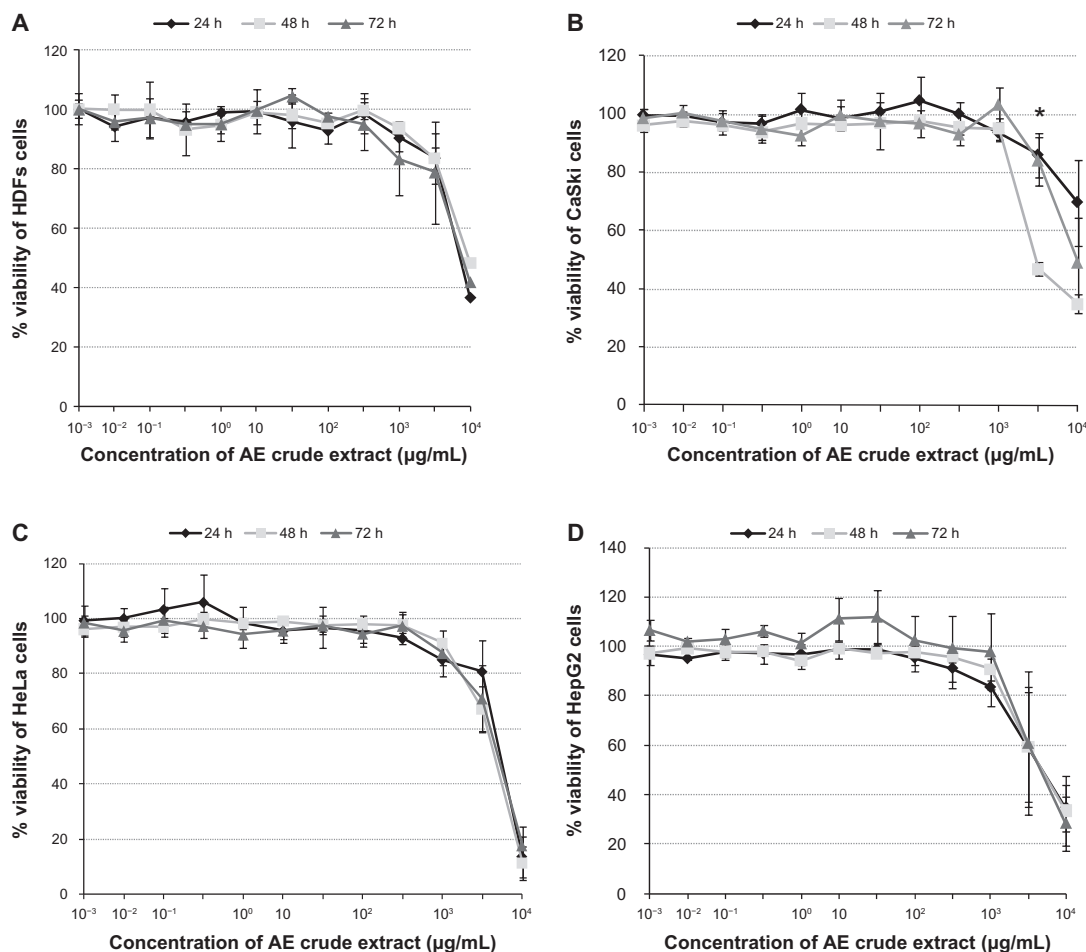 A
24 h 48 h 72 h
120
100
80
60
40
20
0
% viability of HDFs cells
10⁻³ 10⁻² 10⁻¹ 10⁰ 10 10² 10³ 10⁴
Concentration of AE crude extract (µg/mL)
B
24 h 48 h 72 h
120
100
80
60
40
20
0
% viability of CaSki cells
*
10⁻³ 10⁻² 10⁻¹ 10⁰ 10 10² 10³ 10⁴
Concentration of AE crude extract (µg/mL)
C
24 h 48 h 72 h
120
100
80
60
40
20
0
% viability of HeLa cells
10⁻³ 10⁻² 10⁻¹ 10⁰ 10 10² 10³ 10⁴
Concentration of AE crude extract (µg/mL)
D
24 h 48 h 72 h
140
120
100
80
60
40
20
0
% viability of HepG2 cells
10⁻³ 10⁻² 10⁻¹ 10⁰ 10 10² 10³ 10⁴
Concentration of AE crude extract (µg/mL)